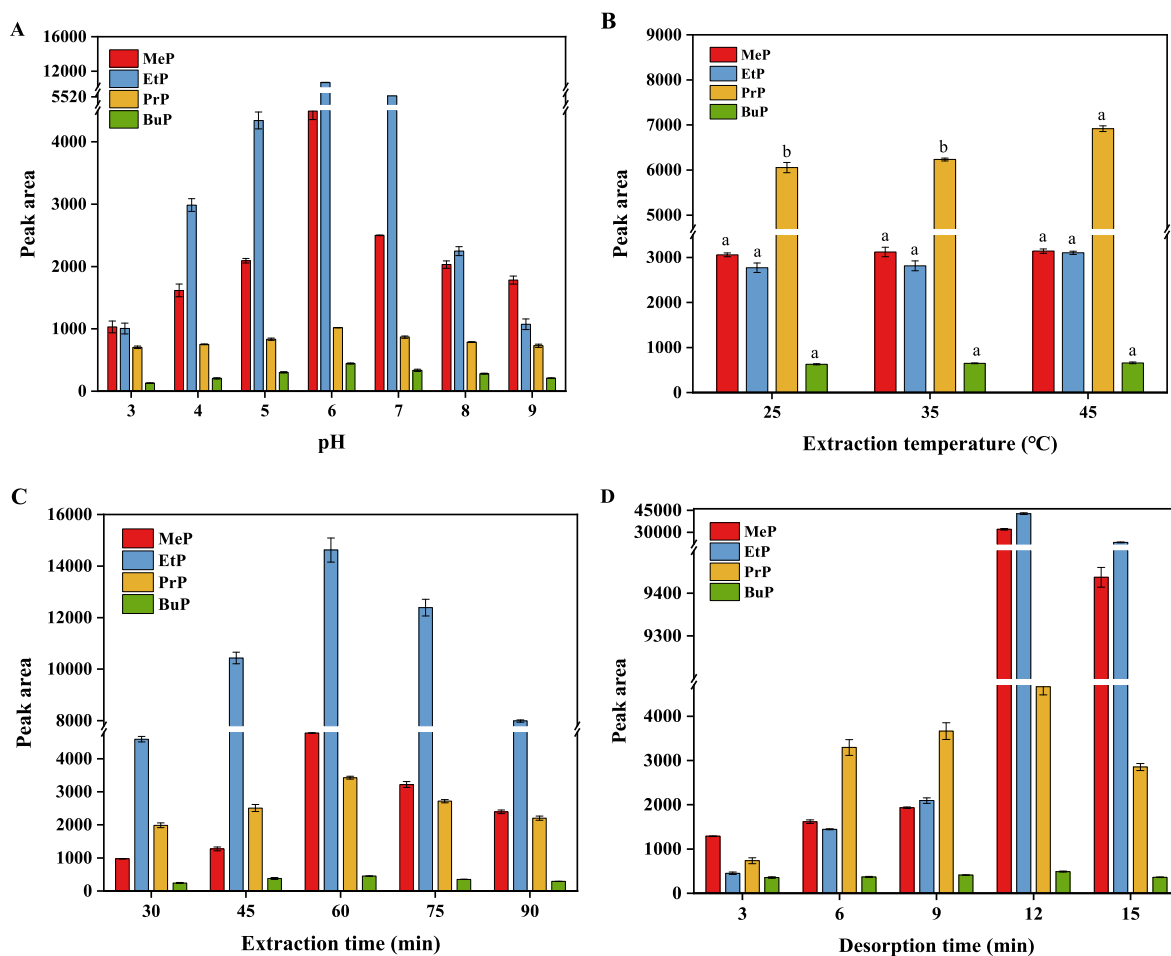 A
16000
12000
5520
4000
3000
2000
1000
0
Peak area
MeP
EtP
PrP
BuP
3 4 5 6 7 8 9
pH
B
9000
8000
7000
6000
5000
3000
2000
1000
0
Peak area
MeP
EtP
PrP
BuP
a a b a a a b a a a a a
25 35 45
Extraction temperature (°C)
C
16000
14000
12000
10000
8000
4000
3000
2000
1000
0
Peak area
MeP
EtP
PrP
BuP
30 45 60 75 90
Extraction time (min)
D
45000
30000
9400
9300
4000
3000
2000
1000
0
Peak area
MeP
EtP
PrP
BuP
3 6 9 12 15
Desorption time (min)